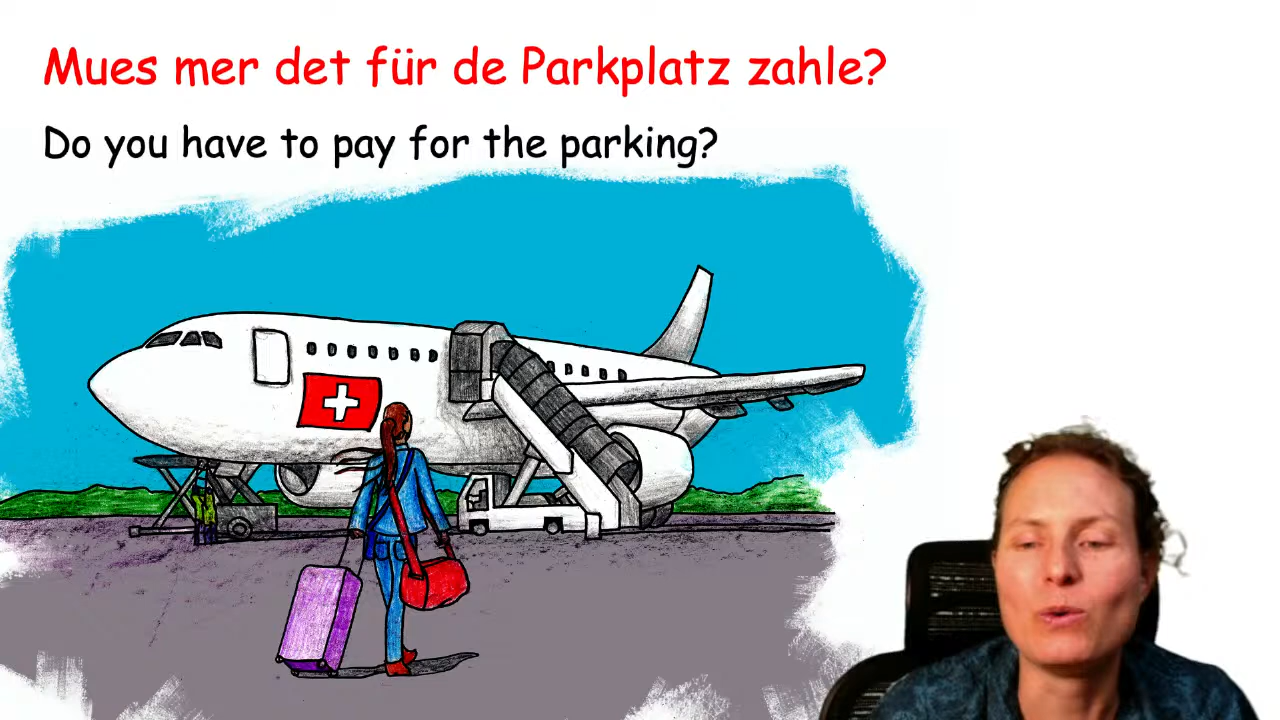 Mues mer det für de Parkplatz zahle?
Do you have to pay for the parking?